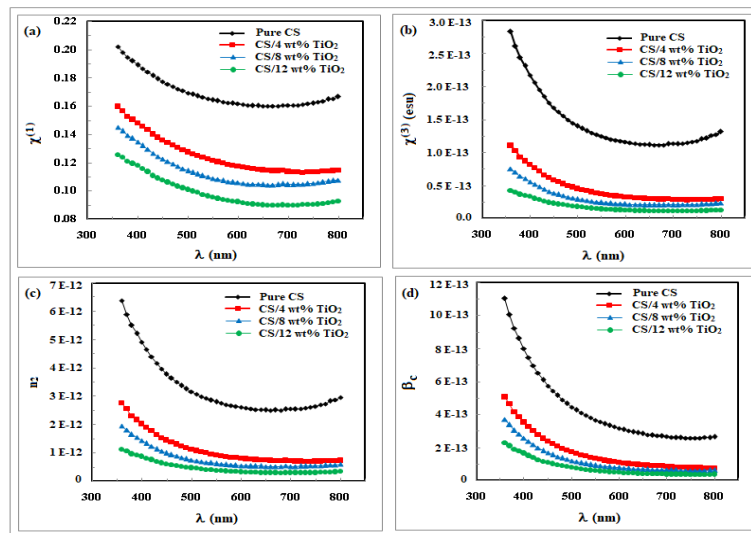 (a)
0.22
0.20
0.18
0.16
0.14
0.12
0.10
0.08
χ(1)
Pure CS
CS/4 wt% TiO2
CS/8 wt% TiO2
CS/12 wt% TiO2
300 400 500 600 700 800
λ (nm)
(b)
3.0 E-13
2.5 E-13
2.0 E-13
1.5 E-13
1.0 E-13
0.5 E-13
0.0
χ(3) (esu)
Pure CS
CS/4 wt% TiO2
CS/8 wt% TiO2
CS/12 wt% TiO2
300 400 500 600 700 800
λ (nm)
(c)
7 E-12
6 E-12
5 E-12
4 E-12
3 E-12
2 E-12
1 E-12
0
n2
Pure CS
CS/4 wt% TiO2
CS/8 wt% TiO2
CS/12 wt% TiO2
300 400 500 600 700 800
λ (nm)
(d)
12 E-13
10 E-13
8 E-13
6 E-13
4 E-13
2 E-13
0
βc
Pure CS
CS/4 wt% TiO2
CS/8 wt% TiO2
CS/12 wt% TiO2
300 400 500 600 700 800
λ (nm)